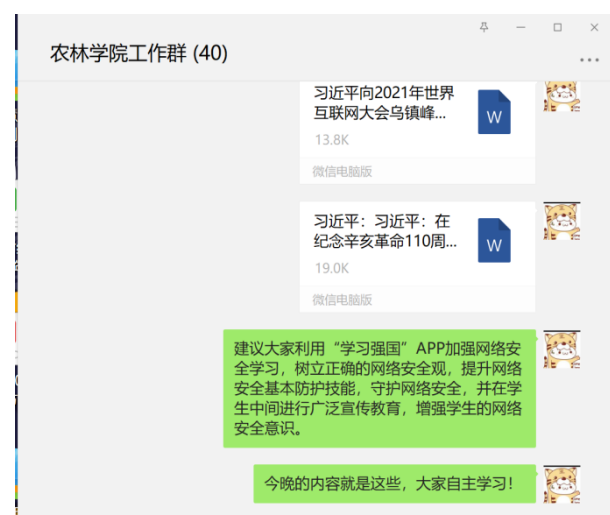 农林学院工作群 (40)
习近平向2021年世界
互联网大会乌镇峰...
W
13.8K
微信电脑版
习近平：习近平：在
纪念辛亥革命110周...
W
19.0K
微信电脑版
建议大家利用“学习强国”APP加强网络安
全学习，树立正确的网络安全观，提升网络
安全基本防护技能，守护网络安全，并在学
生中间进行广泛宣传教育，增强学生的网络
安全意识。
今晚的内容就是这些，大家自主学习！